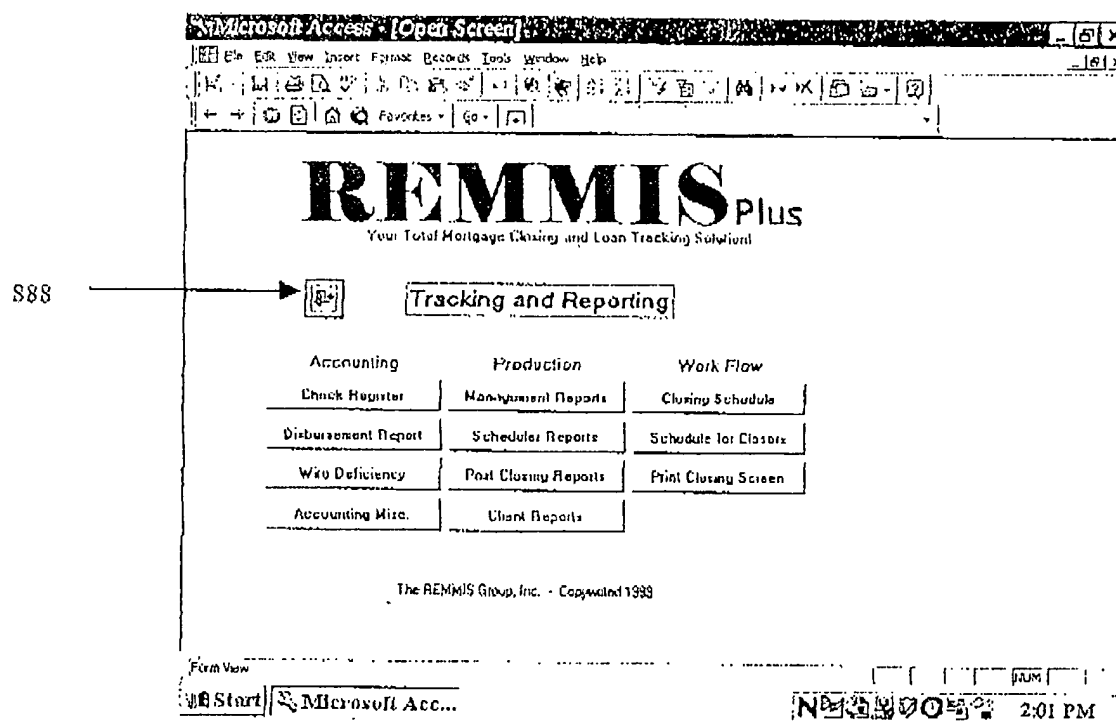 Microsoft Access - [Open Screen]
File Edit View Insert Format Records Tools Window Help
Favorites Go
REMMIS Plus
Your Total Mortgage Closing and Loan Tracking Solution!
S88
Tracking and Reporting
Accounting Production Work Flow
Check Register Management Reports Closing Schedule
Disbursement Report Scheduler Reports Schedule for Closers
Wire Deficiency Post Closing Reports Print Closing Screen
Accounting Misc. Client Reports
The REMMIS Group, Inc. - Copywrited 1999
Form View NUM
Start Microsoft Acc... 2:01 PM